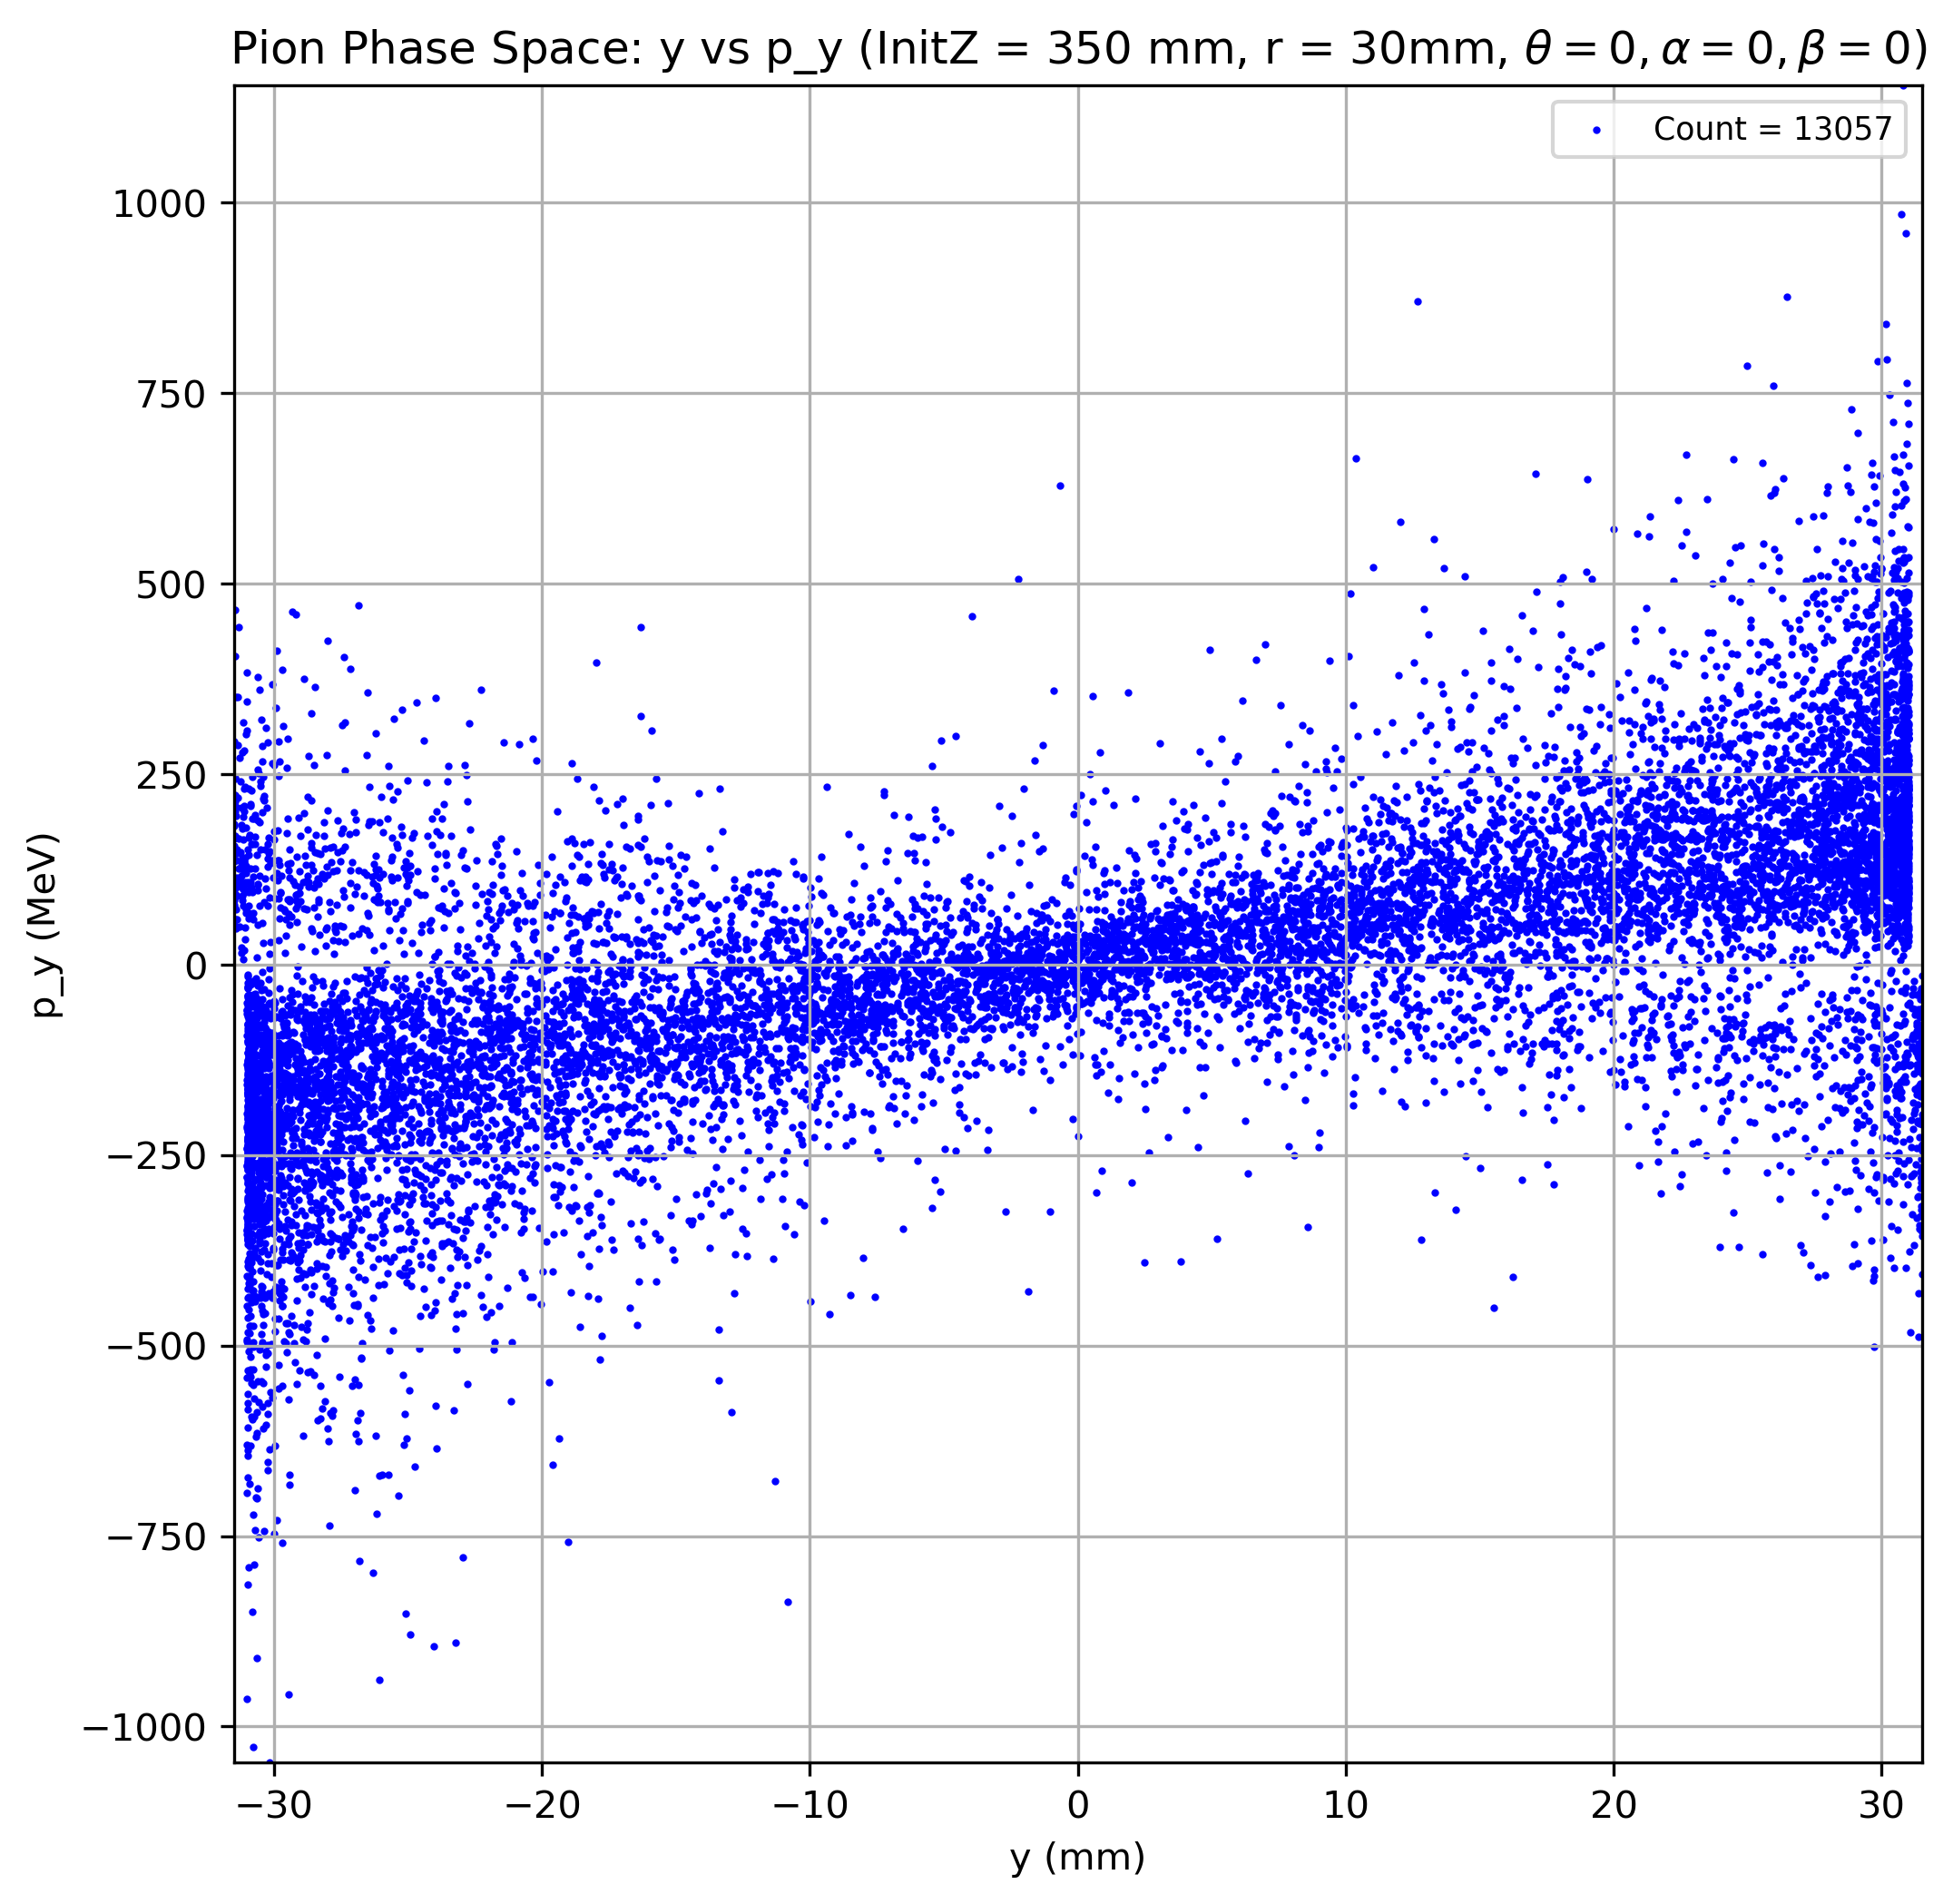 Pion Phase Space: y vs p_y (InitZ = 350 mm, r = 30mm, θ = 0, α = 0, β = 0)
Count = 13057
1000
750
500
250
0
−250
−500
−750
−1000
p_y (MeV)
−30 −20 −10 0 10 20 30
y (mm)